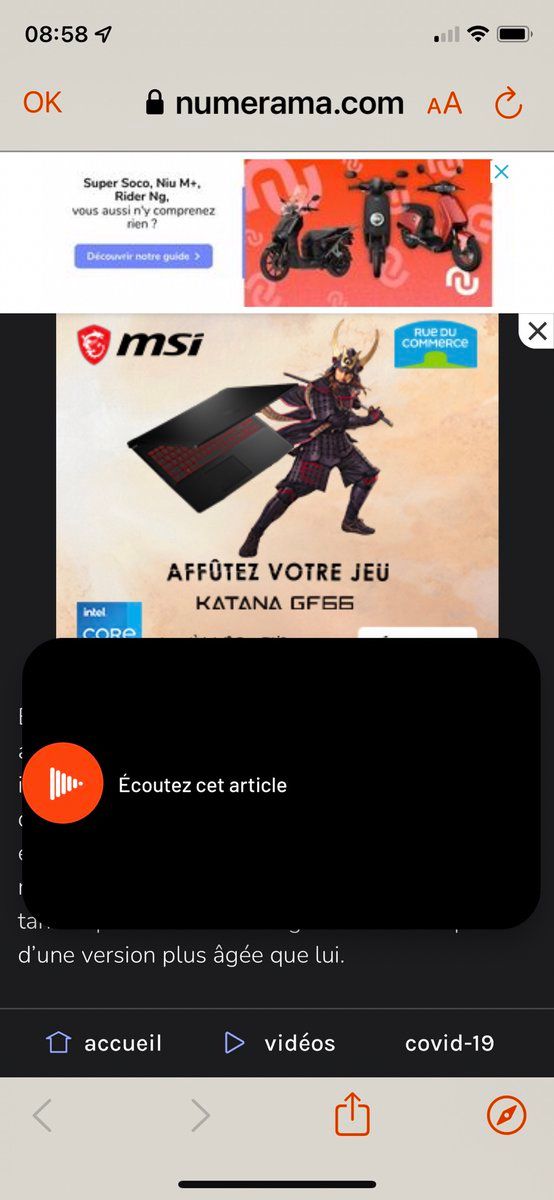 08:58
OK
numerama.com
AA
Super Soco, Niu M+,
Rider Ng,
vous aussi n'y comprenez
rien ?
Découvrir notre guide >
msi
RUE DU
COMMERCE
AFFÛTEZ VOTRE JEU
KATANA GF66
intel
CORE
Écoutez cet article
d'une version plus âgée que lui.
accueil
vidéos
covid-19